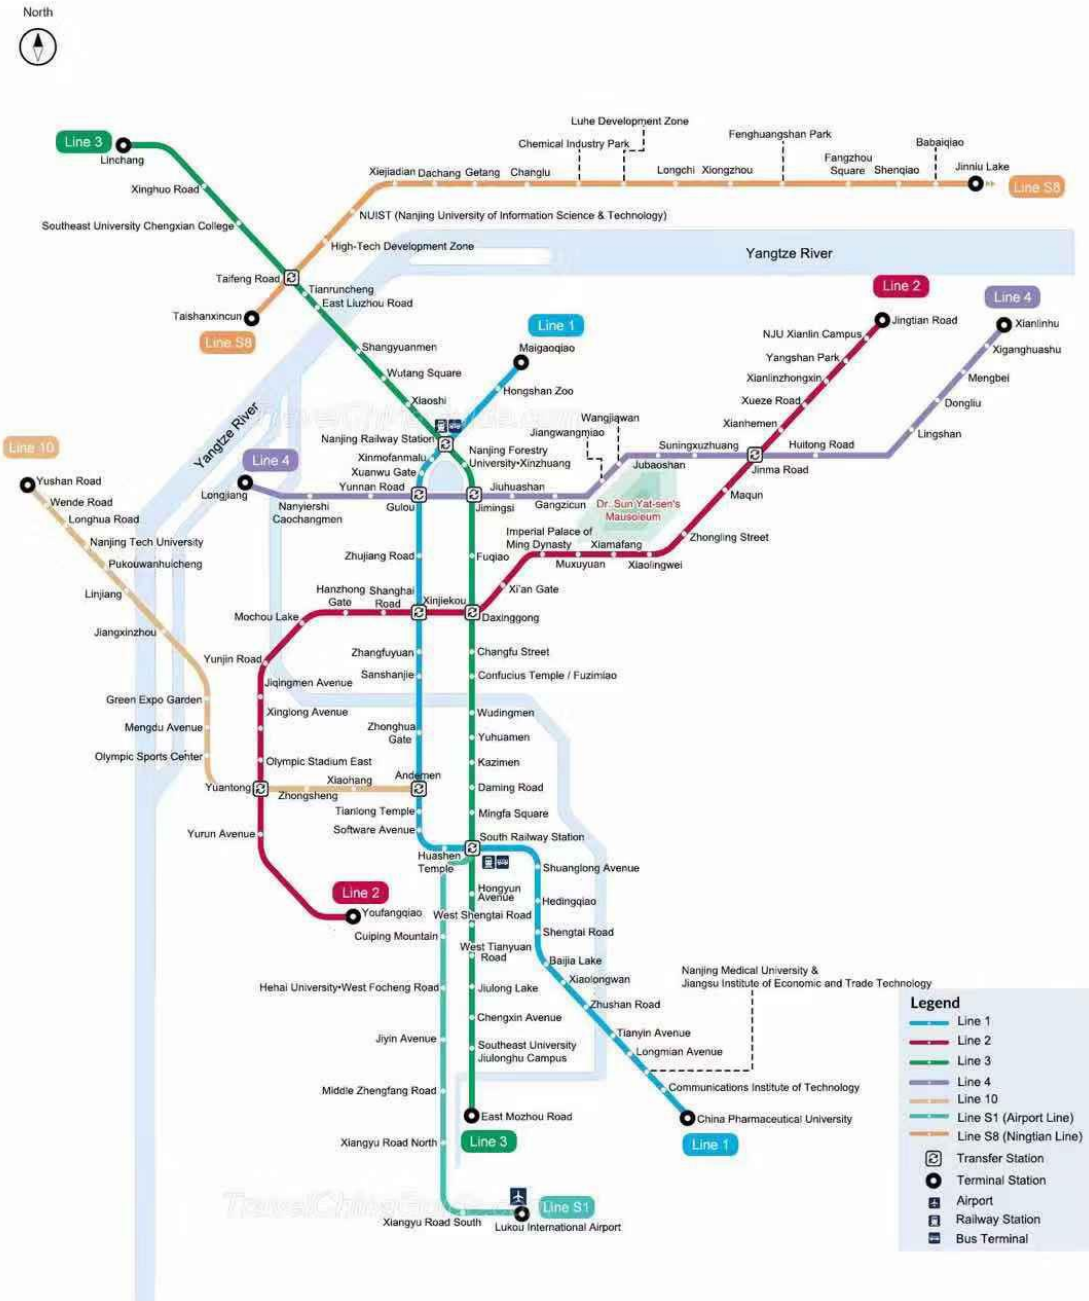 North
Luhe Development Zone
Chemical Industry Park
Fenghuangshan Park
Babaiqiao
Line 3
Linchang
Xinghuo Road
Southeast University Chengxian College
Taifeng Road
Tianruncheng
East Liuzhou Road
Shangyuanmen
Wutang Square
Xiaoshi
Xiejiadian
Dachang
Getang
Changlu
Longchi
Xiongzhou
Fangzhou
Square
Shenqiao
Jinniu Lake
Line S8
NUIST (Nanjing University of Information Science & Technology)
High-Tech Development Zone
Taishanxincun
Line S8
Yangtze River
Yangtze River
Line 1
Maigaoqiao
Hongshan Zoo
Line 2
Jingtian Road
NJU Xianlin Campus
Yangshan Park
Xianlinzhongxin
Xueze Road
Xianhemen
Line 4
Xianlinhu
Xiganghuashu
Mengbei
Dongliu
Lingshan
Huitong Road
Jinma Road
Suningxuzhuang
Jubaoshan
Wangjiawan
Jiangwangmiao
TravelChinaGuide.com
Nanjing Railway Station
Xinmofanmalu
Xuanwu Gate
Nanjing Forestry
University•Xinzhuang
Line 10
Yushan Road
Wende Road
Longhua Road
Nanjing Tech University
Pukouwanhuicheng
Linjiang
Jiangxinzhou
Green Expo Garden
Mengdu Avenue
Olympic Sports Center
Line 4
Longjiang
Nanyiershi
Caochangmen
Yunnan Road
Gulou
Jimingsi
Jiuhuashan
Gangzicun
Dr. Sun Yat-sen's
Mausoleum
Maqun
Zhongling Street
Imperial Palace of
Ming Dynasty
Xiamafang
Muxuyuan
Xiaolingwei
Xi'an Gate
Zhujiang Road
Fuqiao
Hanzhong
Gate
Shanghai
Road
Xinjiekou
Daxinggong
Mochou Lake
Yunjin Road
Jiqingmen Avenue
Xinglong Avenue
Olympic Stadium East
Yuantong
Zhongsheng
Xiaohang
Andemen
Yurun Avenue
Line 2
Youfangqiao
Zhangfuyuan
Sanshanjie
Zhonghua
Gate
Changfu Street
Confucius Temple / Fuzimiao
Wudingmen
Yuhuamen
Kazimen
Daming Road
Mingfa Square
Tianlong Temple
Software Avenue
South Railway Station
Huashen
Temple
Shuanglong Avenue
Hedingqiao
Shengtai Road
Baijia Lake
Xiaolongwan
Zhushan Road
Tianyin Avenue
Longmian Avenue
Nanjing Medical University &
Jiangsu Institute of Economic and Trade Technology
Communications Institute of Technology
China Pharmaceutical University
Line 1
Hongyun
Avenue
West Shengtai Road
West Tianyuan
Road
Jiulong Lake
Chengxin Avenue
Southeast University
Jiulonghu Campus
East Mozhou Road
Line 3
Cuiping Mountain
Hehai University•West Focheng Road
Jiyin Avenue
Middle Zhengfang Road
Xiangyu Road North
Xiangyu Road South
Lukou International Airport
Line S1
TravelChinaGuide.com
Legend
Line 1
Line 2
Line 3
Line 4
Line 10
Line S1 (Airport Line)
Line S8 (Ningtian Line)
Transfer Station
Terminal Station
Airport
Railway Station
Bus Terminal